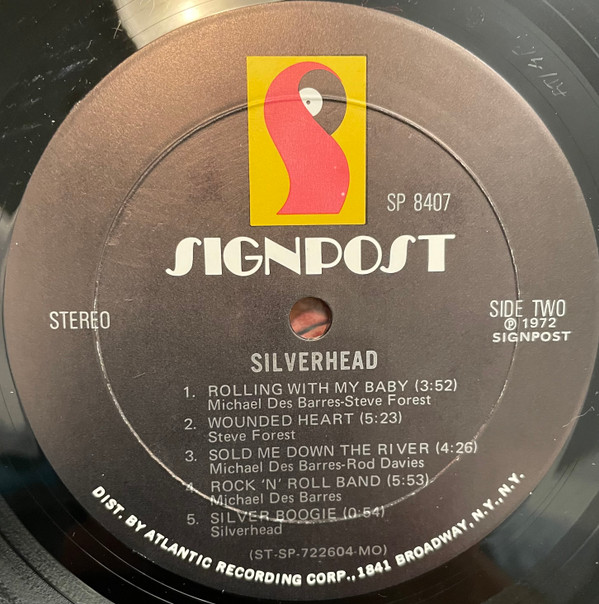 SP 8407
SIGNPOST
STEREO
SIDE TWO
℗ 1972
SIGNPOST
SILVERHEAD
1. ROLLING WITH MY BABY (3:52)
Michael Des Barres-Steve Forest
2. WOUNDED HEART (5:23)
Steve Forest
3. SOLD ME DOWN THE RIVER (4:26)
Michael Des Barres-Rod Davies
4. ROCK 'N' ROLL BAND (5:53)
Michael Des Barres
5. SILVER BOOGIE (0:54)
Silverhead
(ST-SP-722604-MO)
DIST. BY ATLANTIC RECORDING CORP., 1841 BROADWAY, N.Y., N.Y.